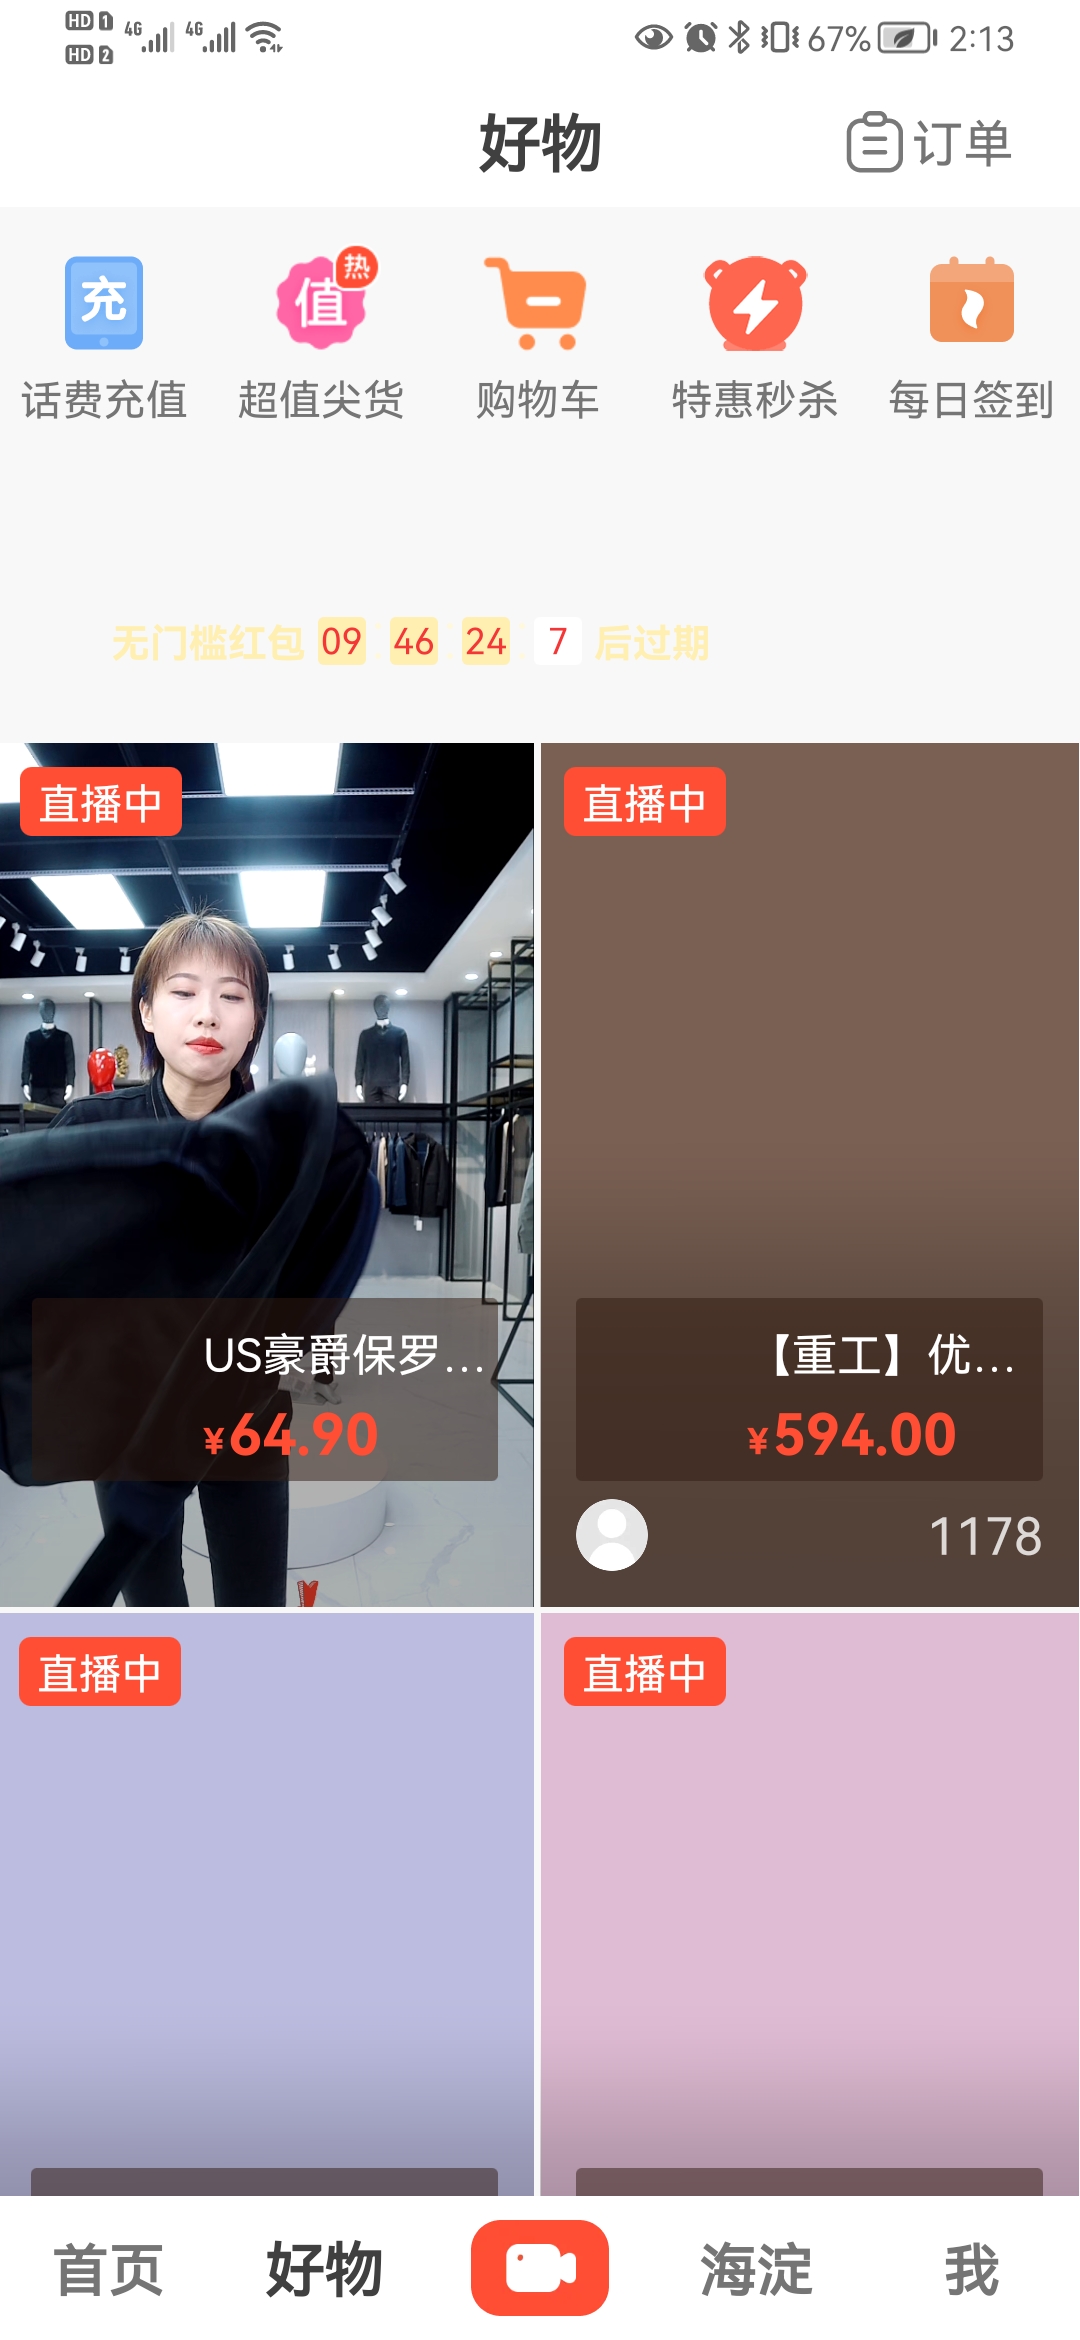 HD 1 4G 4G 67% 2:13
HD 2
好物 订单
充 值 热
话费充值 超值尖货 购物车 特惠秒杀 每日签到
无门槛红包 09 : 46 : 24 : 7 后过期
直播中 直播中
US豪爵保罗... 【重工】优...
¥64.90 ¥594.00
1178
直播中 直播中
首页 好物 海淀 我